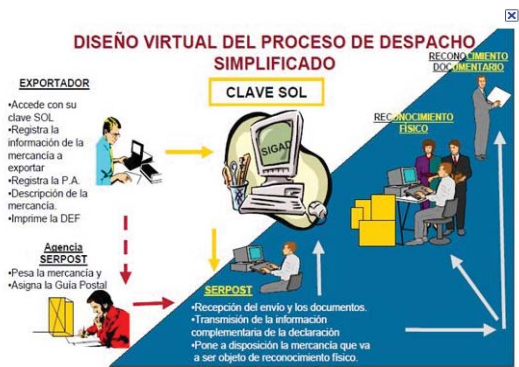 DISEÑO VIRTUAL DEL PROCESO DE DESPACHO
SIMPLIFICADO
CLAVE SOL
EXPORTADOR
•Accede con su
clave SOL
•Registra la
información de la
mercancía a
exportar
•Registra la P.A.
•Descripción de la
mercancía.
•Imprime la DEF
SIGAD
RECONOCIMIENTO
DOCUMENTARIO
RECONOCIMIENTO
FÍSICO
Agencia
SERPOST
•Pesa la mercancía y
•Asigna la Guía Postal
SERPOST
•Recepción del envío y los documentos.
•Transmisión de la información
complementaria de la declaración
•Pone a disposición la mercancía que va
a ser objeto de reconocimiento físico.